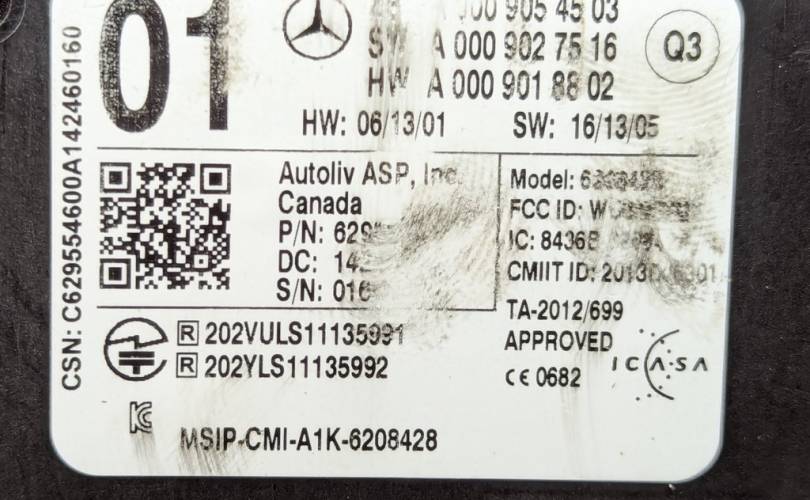 01
A 000 905 45 03
SW A 000 902 75 16
HW A 000 901 88 02
Q3
HW: 06/13/01 SW: 16/13/05
CSN: C629554600A142460160
Autoliv ASP, Inc.
Canada
P/N:
DC:
S/N:
Model:
FCC ID:
IC:
CMIIT ID:
TA-2012/699
APPROVED
CE 0682
ICASA
R 202VULS11135991
R 202YLS11135992
MSIP-CMI-A1K-6208428